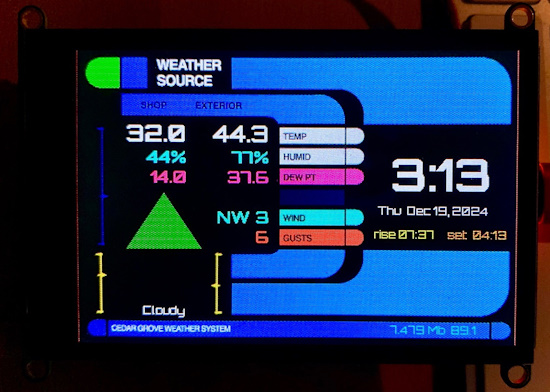 WEATHER
SOURCE
SHOP EXTERIOR
32.0 44.3 TEMP
44% 77% HUMID
14.0 37.6 DEW PT
3:13
Thu Dec 19, 2024
NW 3 WIND
6 GUSTS
rise 07:37 set 04:13
Cloudy
CEDAR GROVE WEATHER SYSTEM 7.479 Mb 89.1